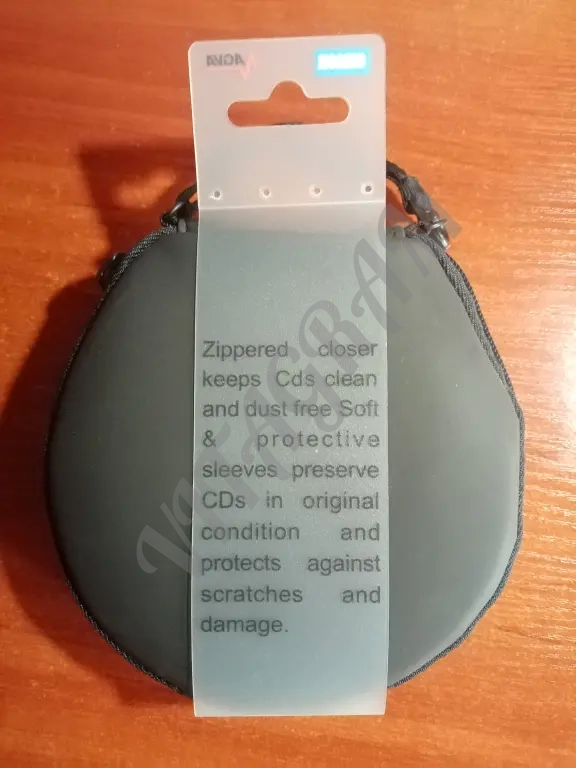 Zippered closer
keeps Cds clean
and dust free Soft
& protective
sleeves preserve
CDs in original
condition and
protects against
scratches and
damage.
VITAGRAF